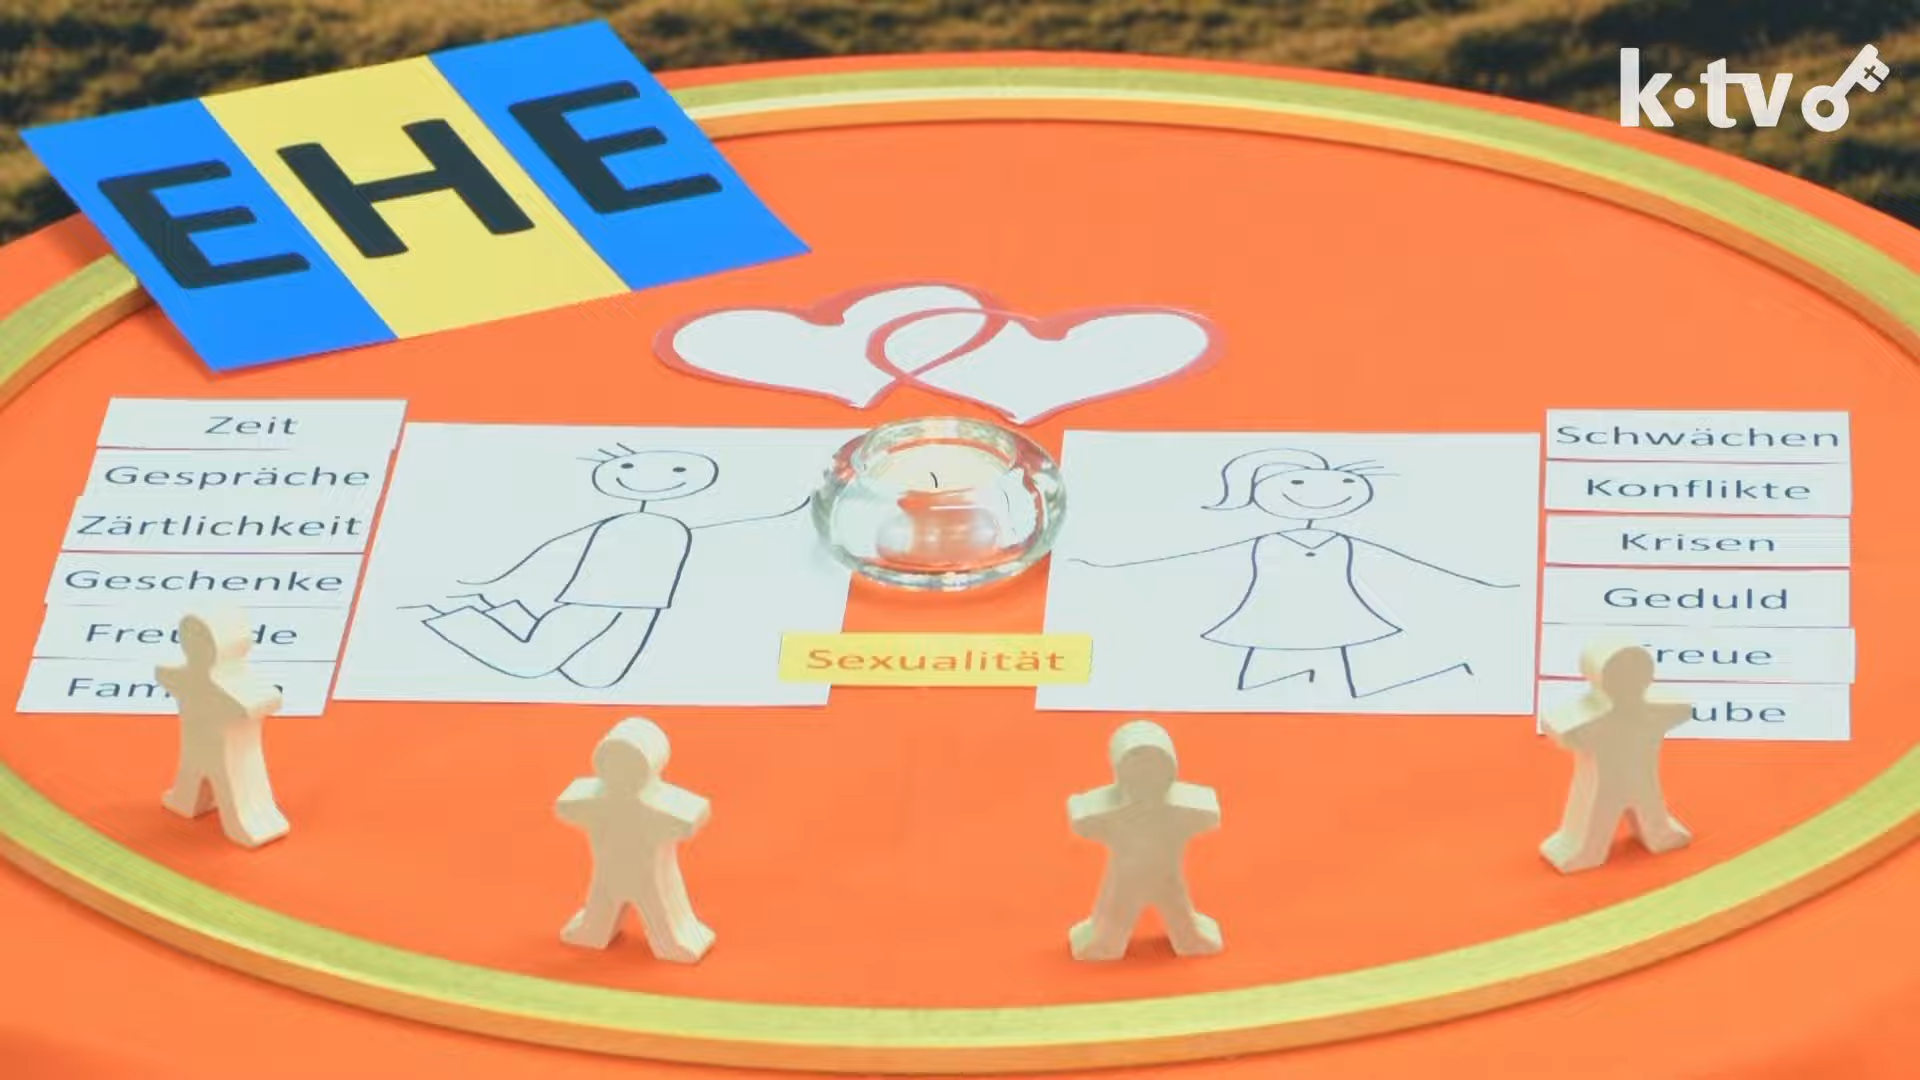 k·tv
EHE
Zeit
Gespräche
Zärtlichkeit
Geschenke
Sexualität
Schwächen
Konflikte
Krisen
Geduld